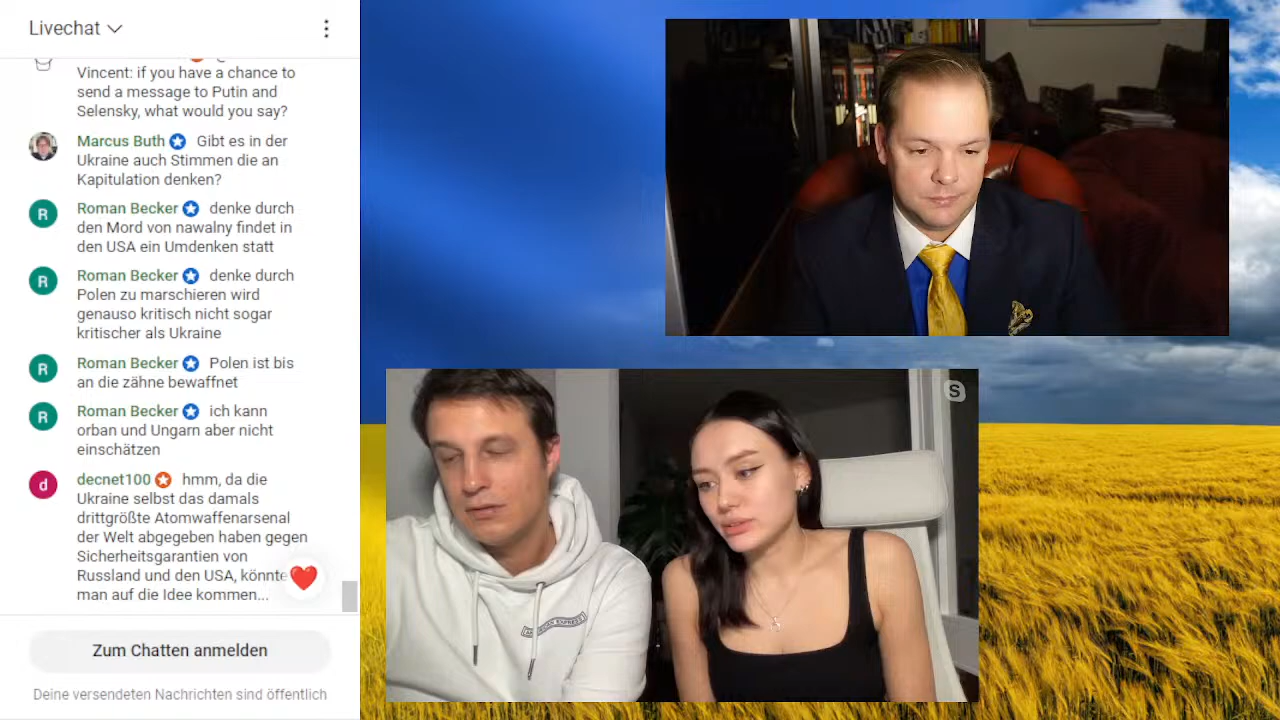 Livechat
Vincent: if you have a chance to
send a message to Putin and
Selensky, what would you say?
Marcus Buth Gibt es in der
Ukraine auch Stimmen die an
Kapitulation denken?
R Roman Becker denke durch
den Mord von nawalny findet in
den USA ein Umdenken statt
R Roman Becker denke durch
Polen zu marschieren wird
genauso kritisch nicht sogar
kritischer als Ukraine
R Roman Becker Polen ist bis
an die zähne bewaffnet
R Roman Becker ich kann
orban und Ungarn aber nicht
einschätzen
d decnet100 hmm, da die
Ukraine selbst das damals
drittgrößte Atomwaffenarsenal
der Welt abgegeben haben gegen
Sicherheitsgarantien von
Russland und den USA, könnte
man auf die Idee kommen...
Zum Chatten anmelden
Deine versendeten Nachrichten sind öffentlich
S